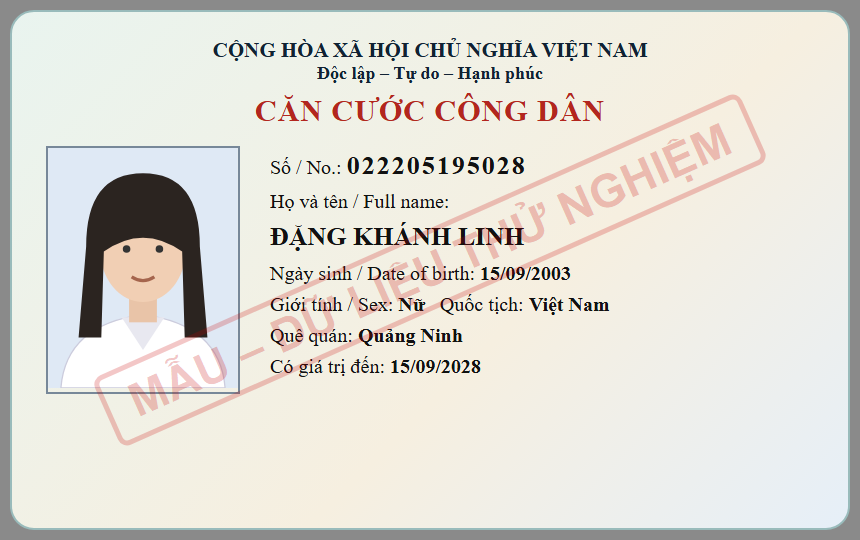 CỘNG HÒA XÃ HỘI CHỦ NGHĨA VIỆT NAM
Độc lập – Tự do – Hạnh phúc
CĂN CƯỚC CÔNG DÂN
Số / No.: 022205195028
Họ và tên / Full name:
ĐẶNG KHÁNH LINH
Ngày sinh / Date of birth: 15/09/2003
Giới tính / Sex: Nữ Quốc tịch: Việt Nam
Quê quán: Quảng Ninh
Có giá trị đến: 15/09/2028
MẪU – DỮ LIỆU THỬ NGHIỆM